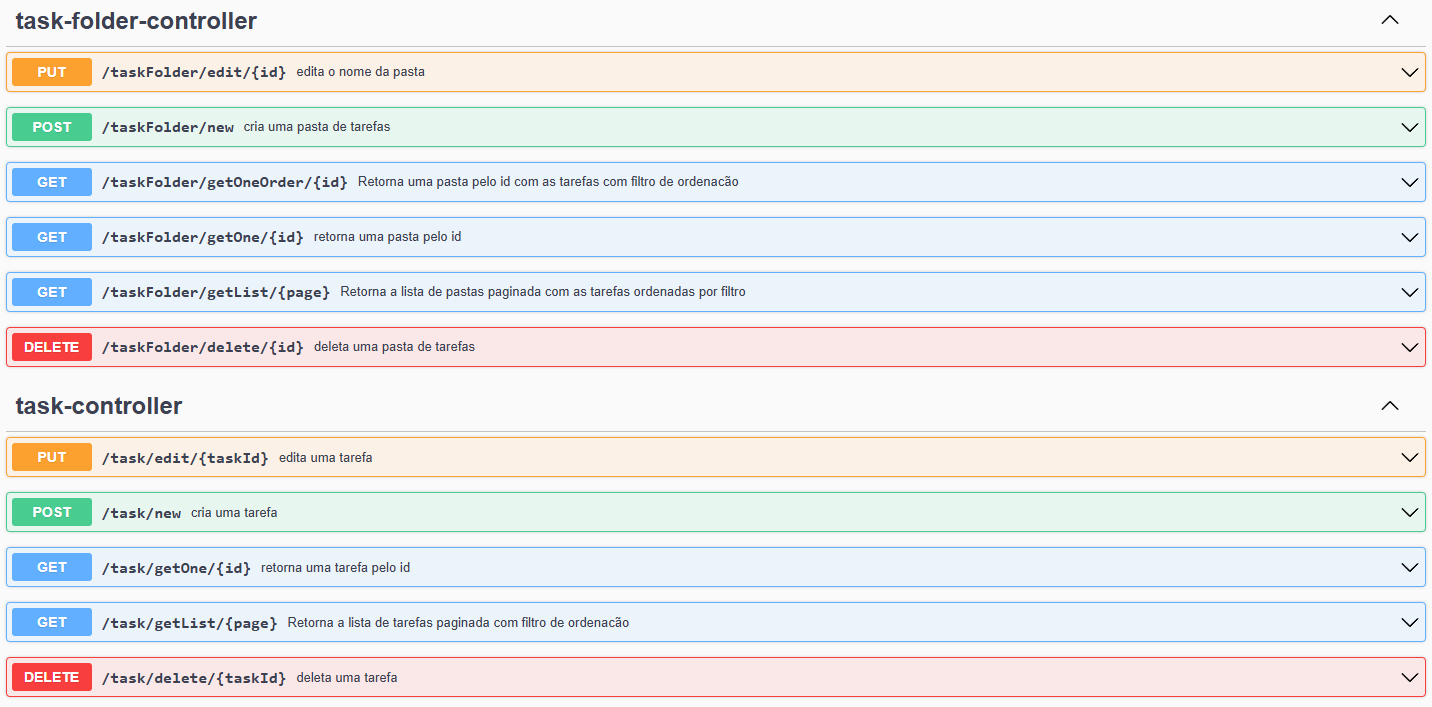 task-folder-controller
PUT /taskFolder/edit/{id} edita o nome da pasta
POST /taskFolder/new cria uma pasta de tarefas
GET /taskFolder/getOneOrder/{id} Retorna uma pasta pelo id com as tarefas com filtro de ordenacão
GET /taskFolder/getOne/{id} retorna uma pasta pelo id
GET /taskFolder/getList/{page} Retorna a lista de pastas paginada com as tarefas ordenadas por filtro
DELETE /taskFolder/delete/{id} deleta uma pasta de tarefas
task-controller
PUT /task/edit/{taskId} edita uma tarefa
POST /task/new cria uma tarefa
GET /task/getOne/{id} retorna uma tarefa pelo id
GET /task/getList/{page} Retorna a lista de tarefas paginada com filtro de ordenacão
DELETE /task/delete/{taskId} deleta uma tarefa